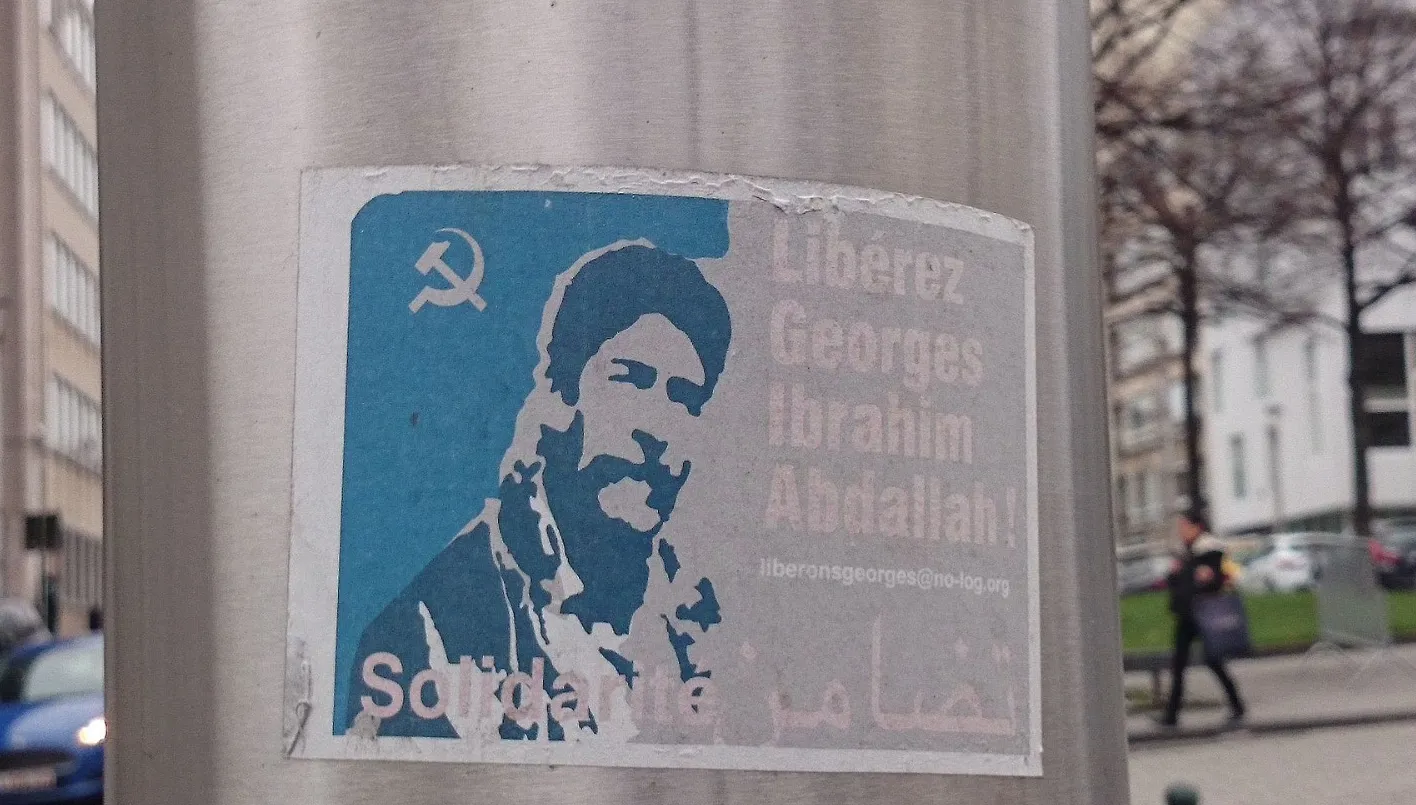 Libérez
Georges
Ibrahim
Abdallah!
liberonsgeorges@no-log.org
Solidarité تضامن